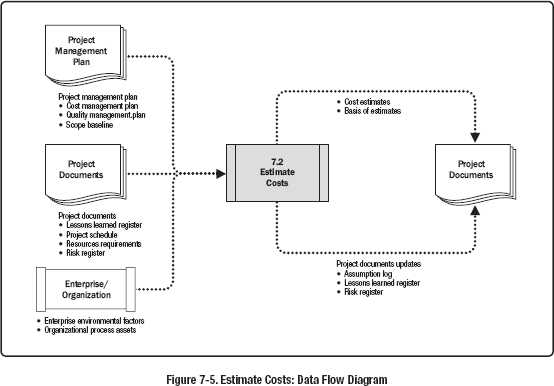 Project
Management
Plan
Project management plan
• Cost management plan
• Quality management.plan
• Scope baseline
Project
Documents
Project documents
• Lessons learned register
• Project schedule
• Resources requirements
• Risk register
Enterprise/
Organization
• Enterprise environmental factors
• Organizational process assets
7.2
Estimate
Costs
• Cost estimates
• Basis of estimates
Project
Documents
Project documents updates
• Assumption log
• Lessons learned register
• Risk register
Figure 7-5. Estimate Costs: Data Flow Diagram